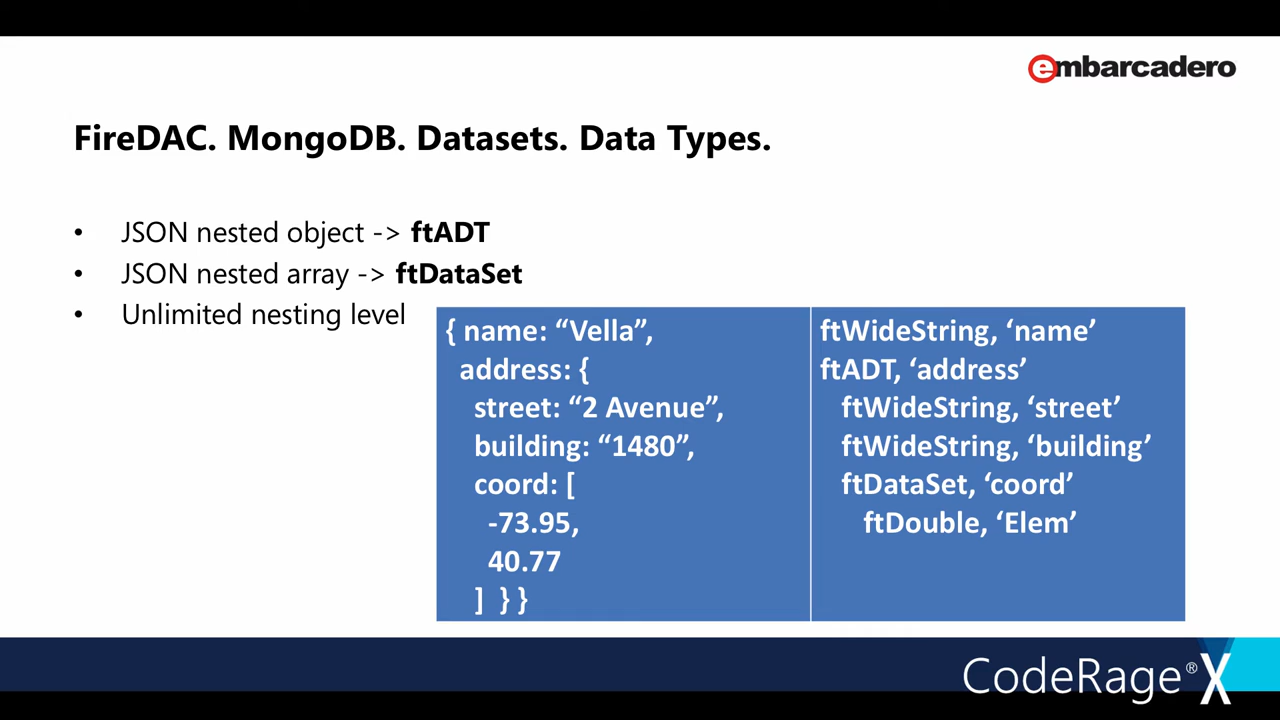 embarcadero
FireDAC. MongoDB. Datasets. Data Types.
• JSON nested object -> ftADT
• JSON nested array -> ftDataSet
• Unlimited nesting level
{ name: “Vella”,
address: {
street: “2 Avenue”,
building: “1480”,
coord: [
-73.95,
40.77
] } }
ftWideString, ‘name’
ftADT, ‘address’
ftWideString, ‘street’
ftWideString, ‘building’
ftDataSet, ‘coord’
ftDouble, ‘Elem’
CodeRage® X